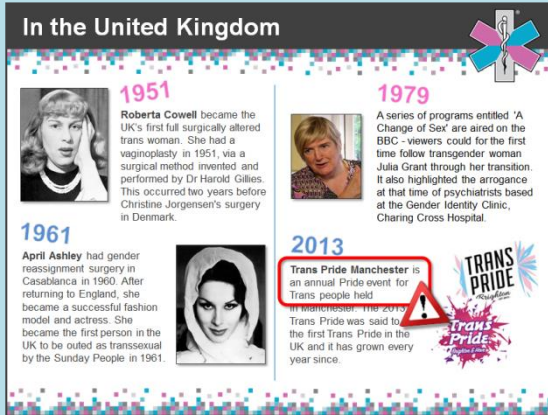 In the United Kingdom
1951
Roberta Cowell became the
UK's first full surgically altered
trans woman. She had a
vaginoplasty in 1951, via a
surgical method invented and
performed by Dr Harold Gillies.
This occurred two years before
Christine Jorgensen's surgery
in Denmark.
1961
April Ashley had gender
reassignment surgery in
Casablanca in 1960. After
returning to England, she
became a successful fashion
model and actress. She
became the first person in the
UK to be outed as transsexual
by the Sunday People in 1961.
1979
A series of programs entitled 'A
Change of Sex' are aired on the
BBC - viewers could for the first
time follow transgender woman
Julia Grant through her transition.
It also highlighted the arrogance
at that time of psychiatrists based
at the Gender Identity Clinic,
Charing Cross Hospital.
2013
Trans Pride Manchester is
an annual Pride event for
Trans people held
in Manchester. The 2013
Trans Pride was said to
the first Trans Pride in the
UK and it has grown every
year since.
TRANS
PRIDE
Brighton
!
Trans
Pride
Brighton & Hove